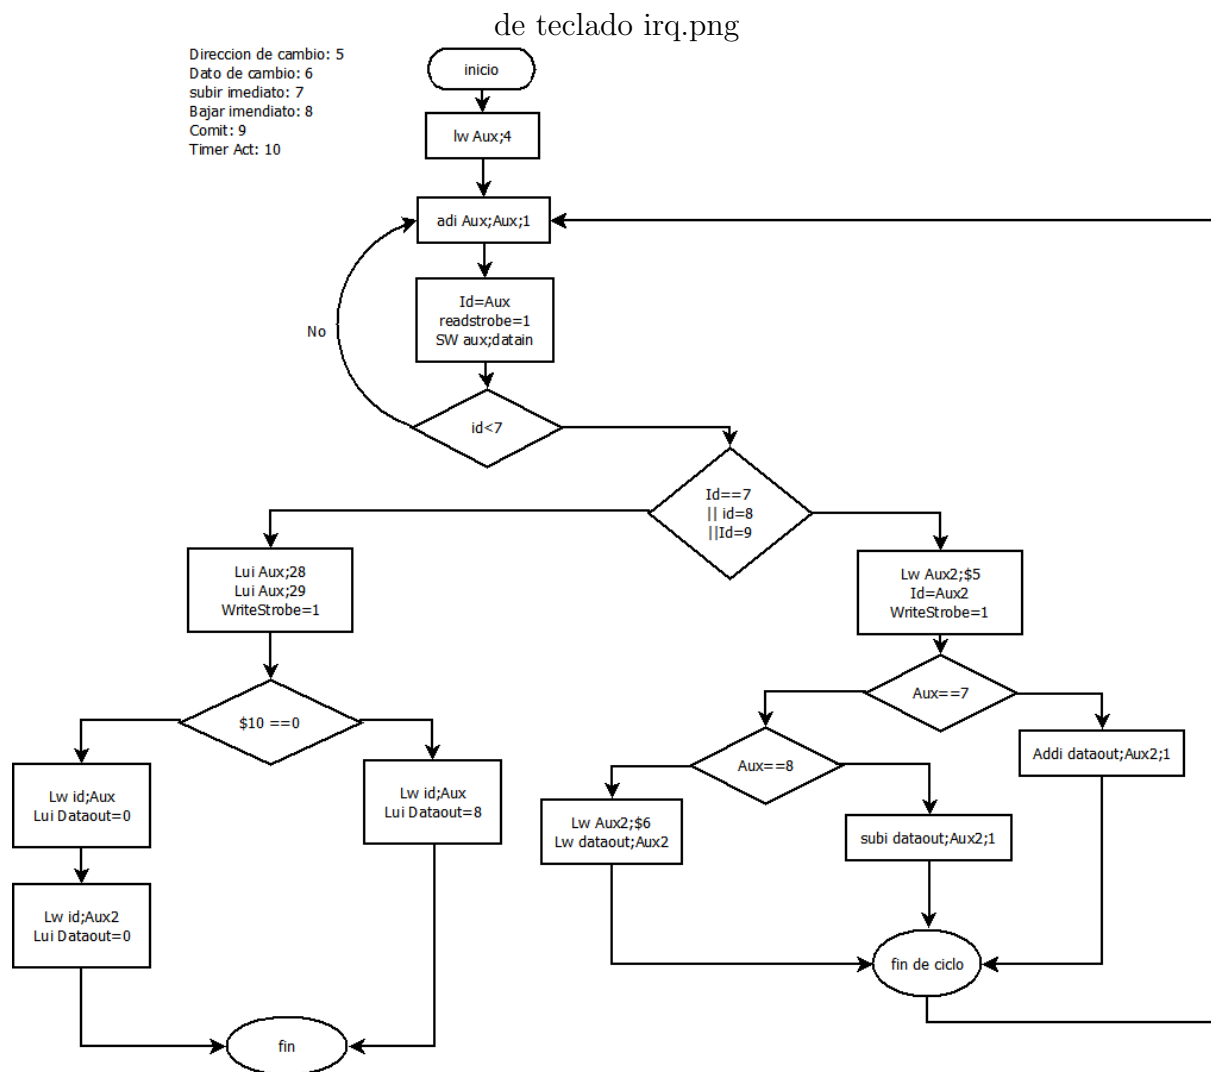 de teclado irq.png
Direccion de cambio: 5
Dato de cambio: 6
subir imediato: 7
Bajar imendiato: 8
Comit: 9
Timer Act: 10
inicio
lw Aux;4
adi Aux;Aux;1
Id=Aux
readstrobe=1
SW aux;datain
No
id<7
Id==7
|| id=8
||Id=9
Lui Aux;28
Lui Aux;29
WriteStrobe=1
Lw Aux2;$5
Id=Aux2
WriteStrobe=1
Aux==7
$10 ==0
Aux==8
Addi dataout;Aux2;1
Lw id;Aux
Lui Dataout=0
Lw id;Aux
Lui Dataout=8
Lw Aux2;$6
Lw dataout;Aux2
subi dataout;Aux2;1
Lw id;Aux2
Lui Dataout=0
fin de ciclo
fin